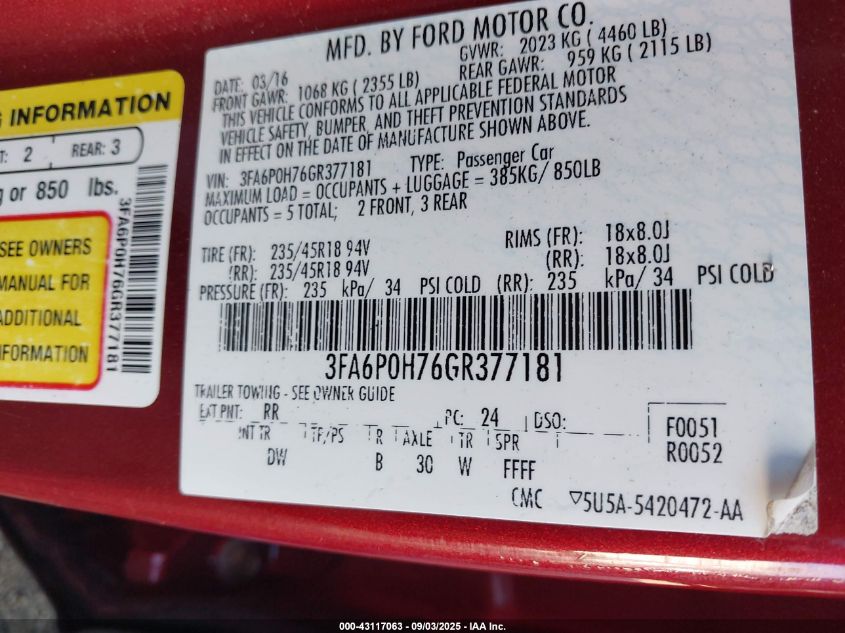 G INFORMATION
T: 2 REAR: 3
g or 850 lbs.
SEE OWNERS
MANUAL FOR
ADDITIONAL
INFORMATION
3FA6P0H76GR377181
MFD. BY FORD MOTOR CO.
DATE: 03/16 GVWR: 2023 KG ( 4460 LB)
FRONT GAWR: 1068 KG ( 2355 LB) REAR GAWR: 959 KG ( 2115 LB)
THIS VEHICLE CONFORMS TO ALL APPLICABLE FEDERAL MOTOR
VEHICLE SAFETY, BUMPER, AND THEFT PREVENTION STANDARDS
IN EFFECT ON THE DATE OF MANUFACTURE SHOWN ABOVE.
VIN: 3FA6P0H76GR377181 TYPE: Passenger Car
MAXIMUM LOAD = OCCUPANTS + LUGGAGE = 385KG/ 850LB
OCCUPANTS = 5 TOTAL; 2 FRONT, 3 REAR
TIRE (FR): 235/45R18 94V RIMS (FR): 18x8.0J
(RR): 235/45R18 94V (RR): 18x8.0J
PRESSURE (FR): 235 kPa/ 34 PSI COLD (RR): 235 kPa/ 34 PSI COLD
3FA6P0H76GR377181
TRAILER TOWING - SEE OWNER GUIDE
EXT PNT: RR PC: 24 DSO: F0051
INT TR TP/PS R AXLE TR SPR R0052
DW B 30 W FFFF
CMC ▽5U5A-5420472-AA
000-43117063 - 09/03/2025 - IAA Inc.